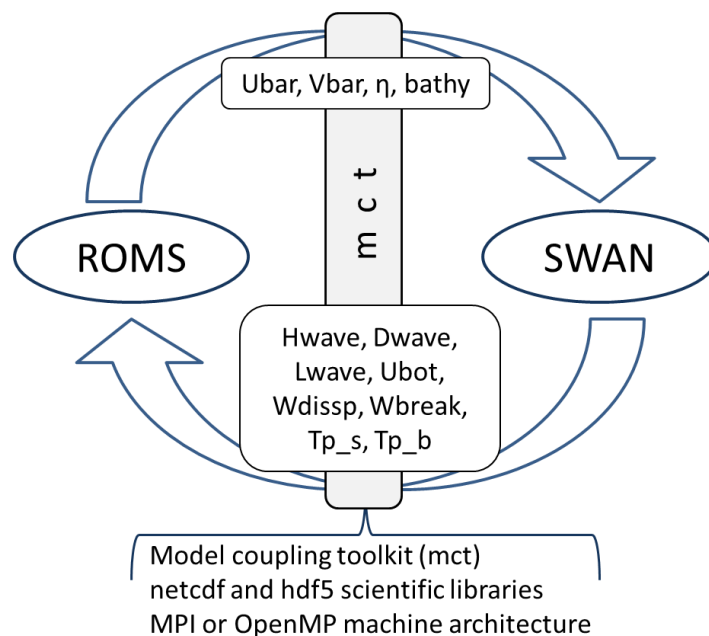 Ubar, Vbar, η, bathy
mct
ROMS
SWAN
Hwave, Dwave,
Lwave, Ubot,
Wdissp, Wbreak,
Tp_s, Tp_b
Model coupling toolkit (mct)
netcdf and hdf5 scientific libraries
MPI or OpenMP machine architecture